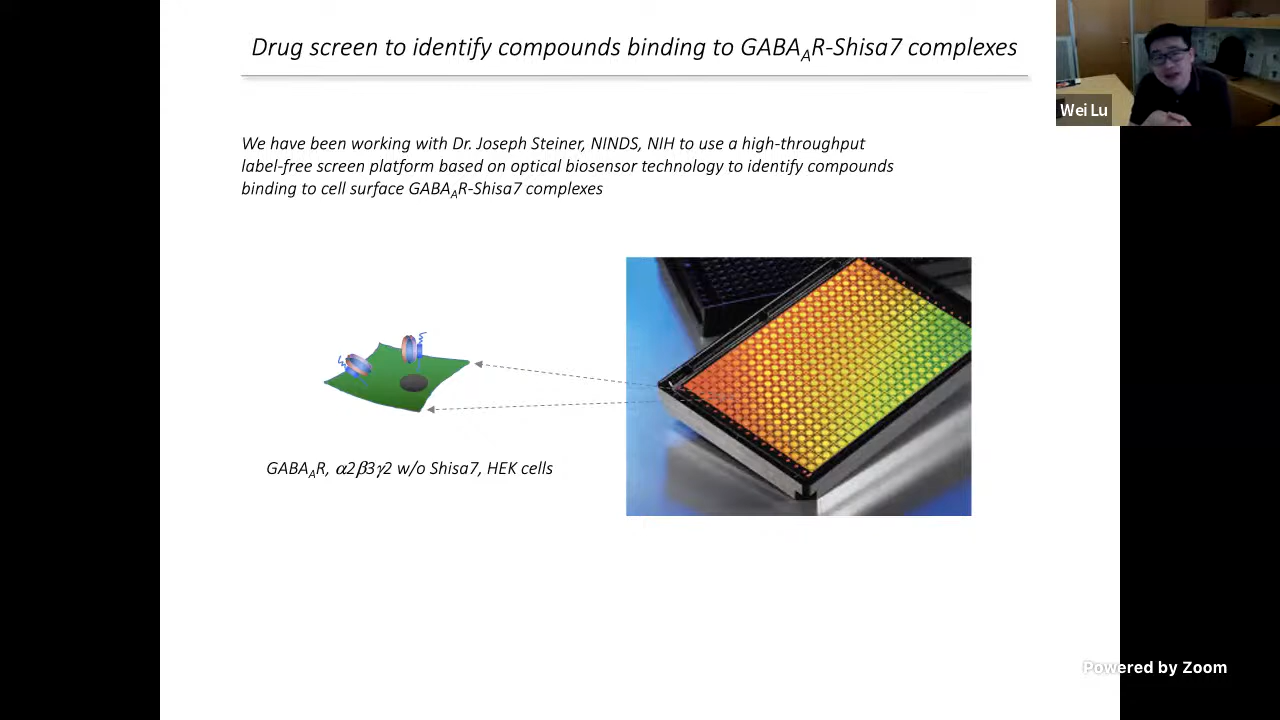 Drug screen to identify compounds binding to GABAAR-Shisa7 complexes
Wei Lu
We have been working with Dr. Joseph Steiner, NINDS, NIH to use a high-throughput
label-free screen platform based on optical biosensor technology to identify compounds
binding to cell surface GABAAR-Shisa7 complexes
GABAAR, α2β3γ2 w/o Shisa7, HEK cells
Powered by Zoom